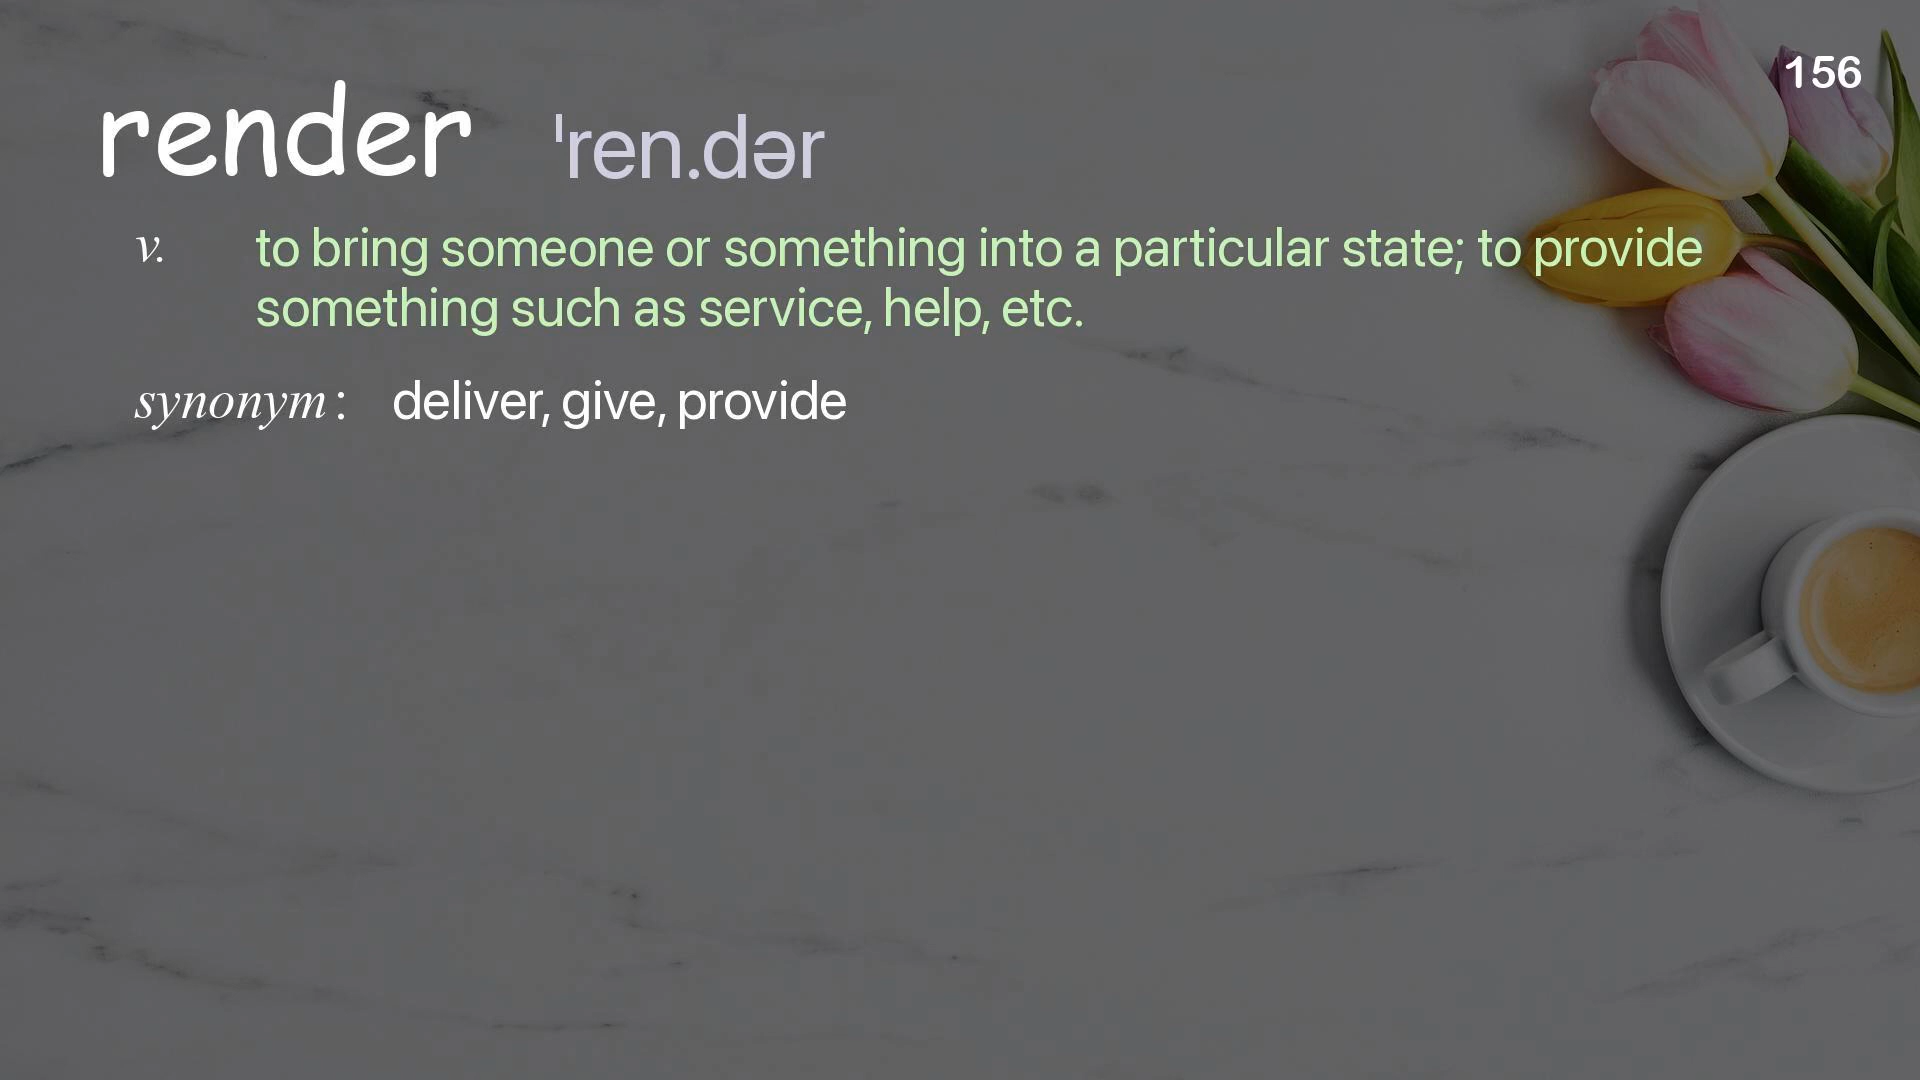 156
render ˈren.dər
v. to bring someone or something into a particular state; to provide
something such as service, help, etc.
synonym : deliver, give, provide